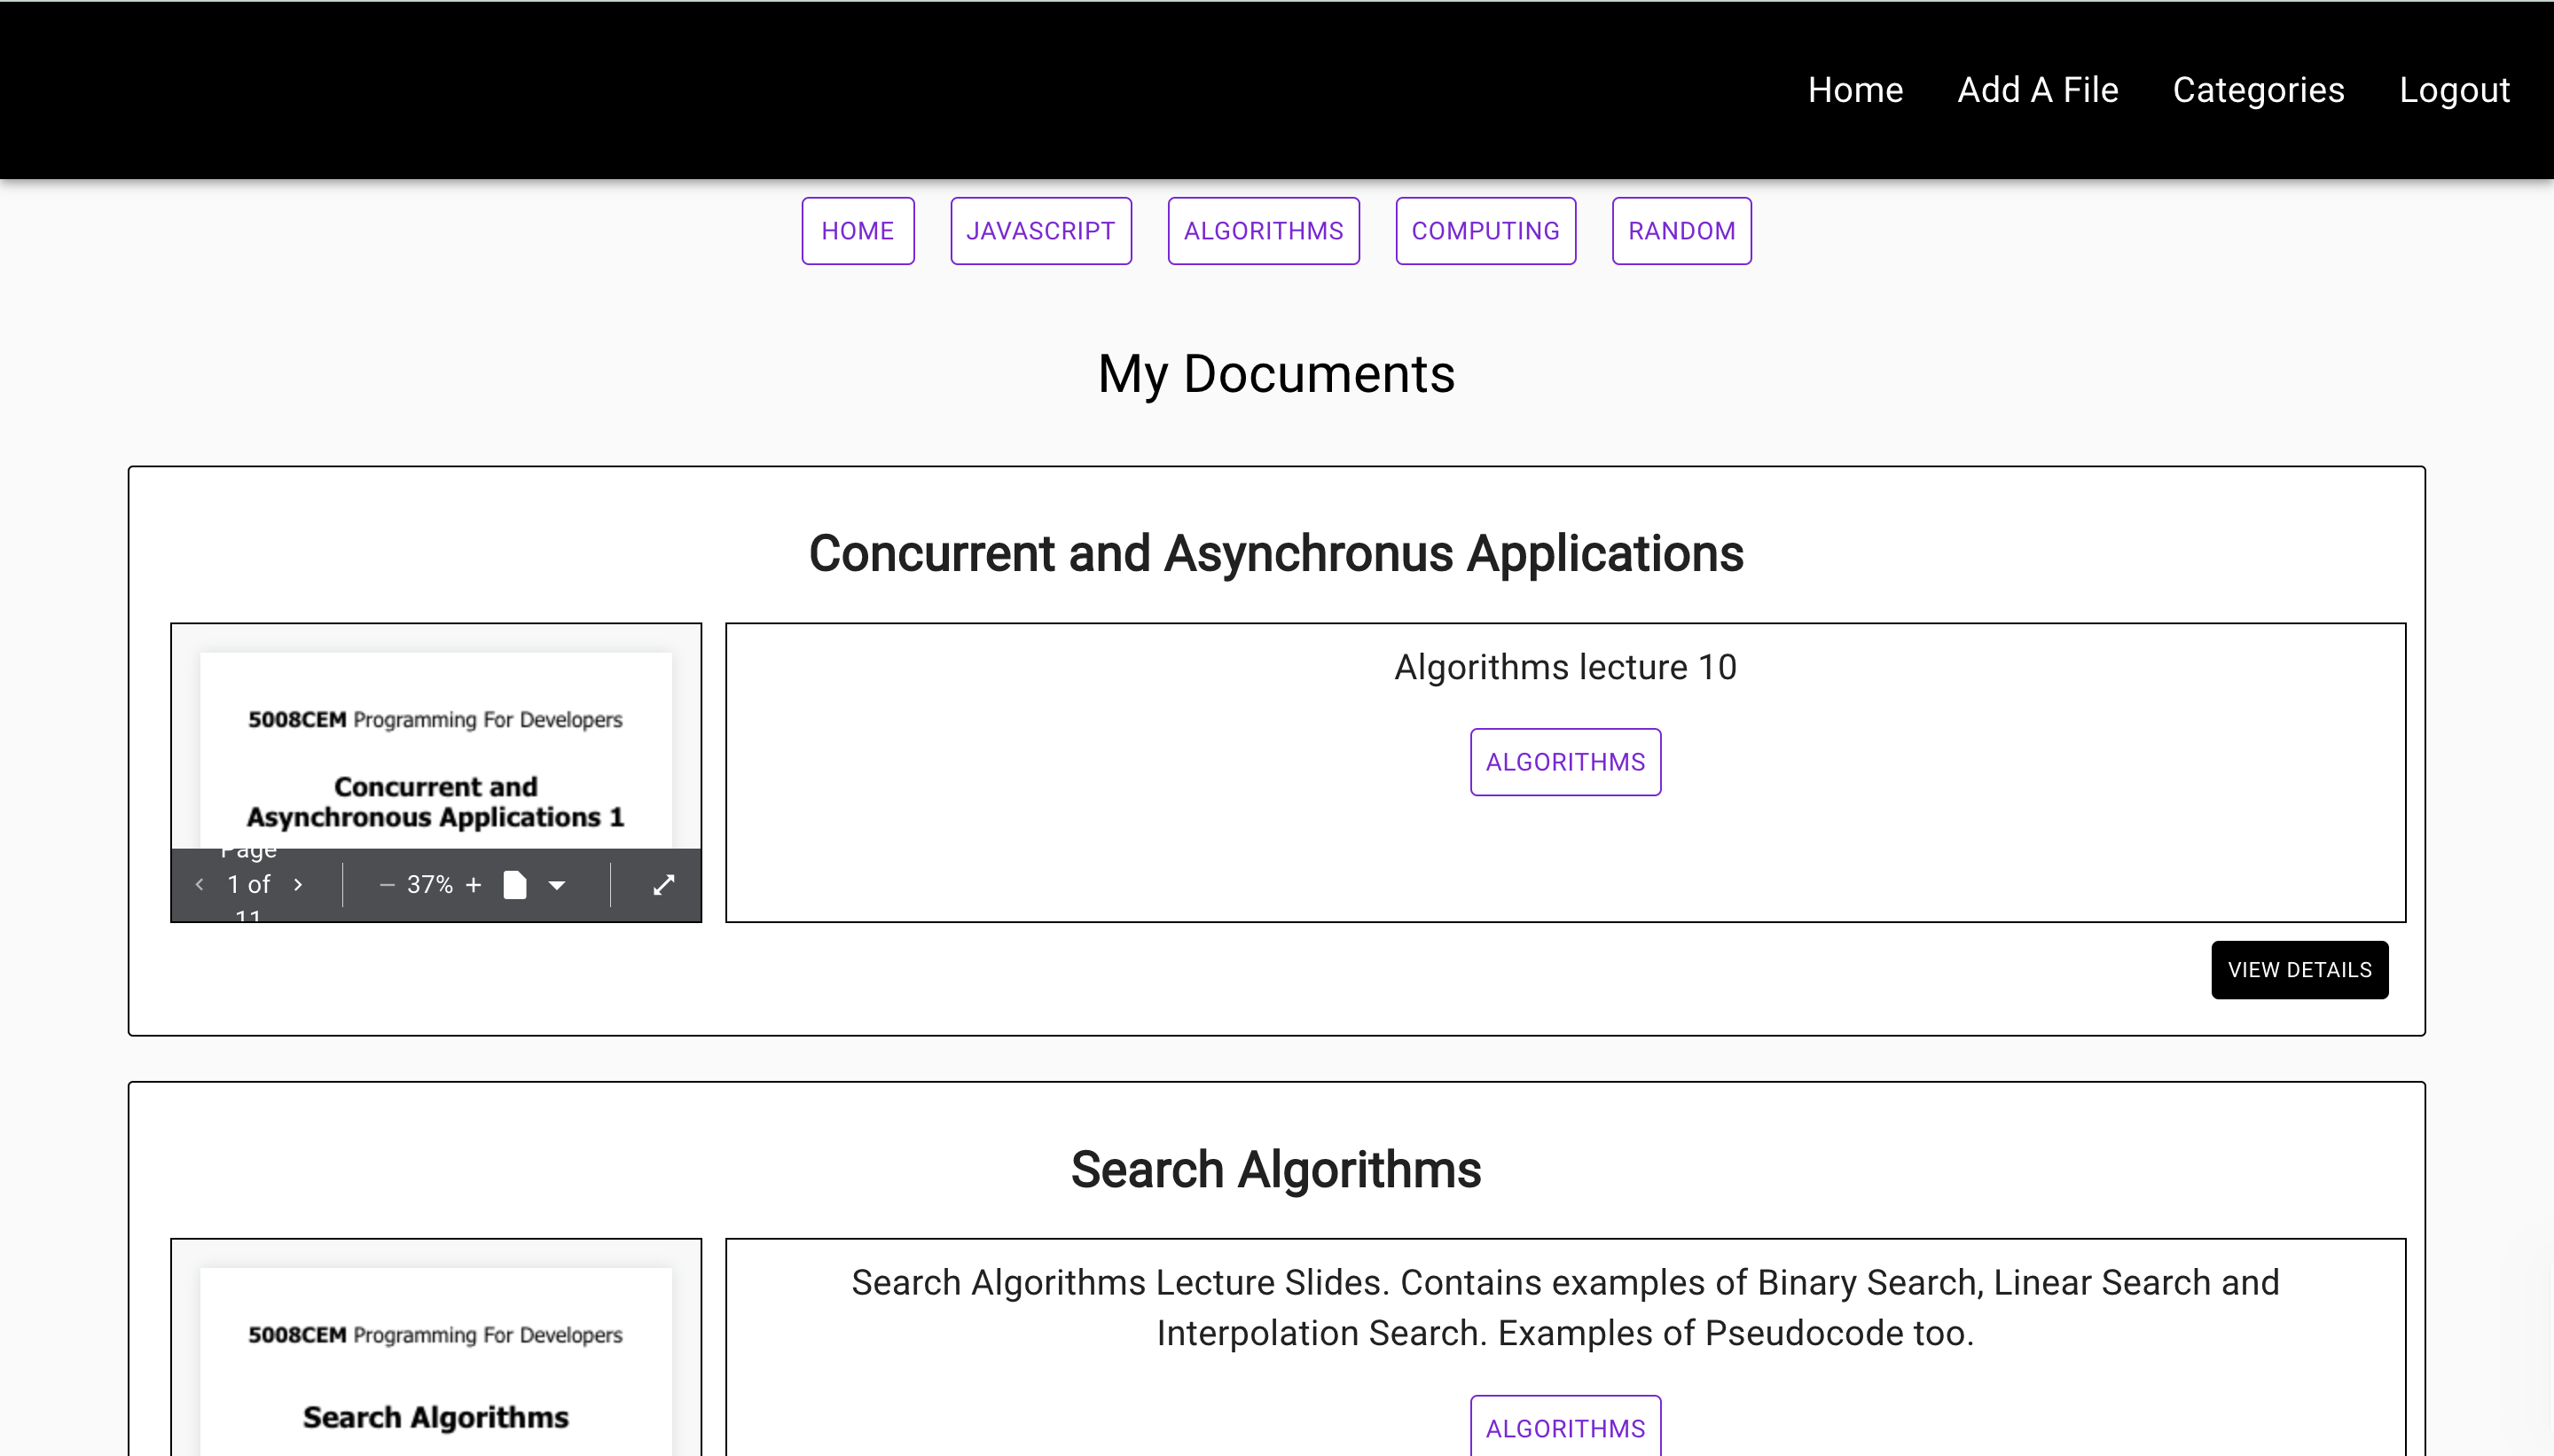 Home Add A File Categories Logout
HOME JAVASCRIPT ALGORITHMS COMPUTING RANDOM
My Documents
Concurrent and Asynchronus Applications
5008CEM Programming For Developers
Concurrent and
Asynchronous Applications 1
Page
1 of
11
37%
Algorithms lecture 10
ALGORITHMS
VIEW DETAILS
Search Algorithms
5008CEM Programming For Developers
Search Algorithms
Search Algorithms Lecture Slides. Contains examples of Binary Search, Linear Search and
Interpolation Search. Examples of Pseudocode too.
ALGORITHMS